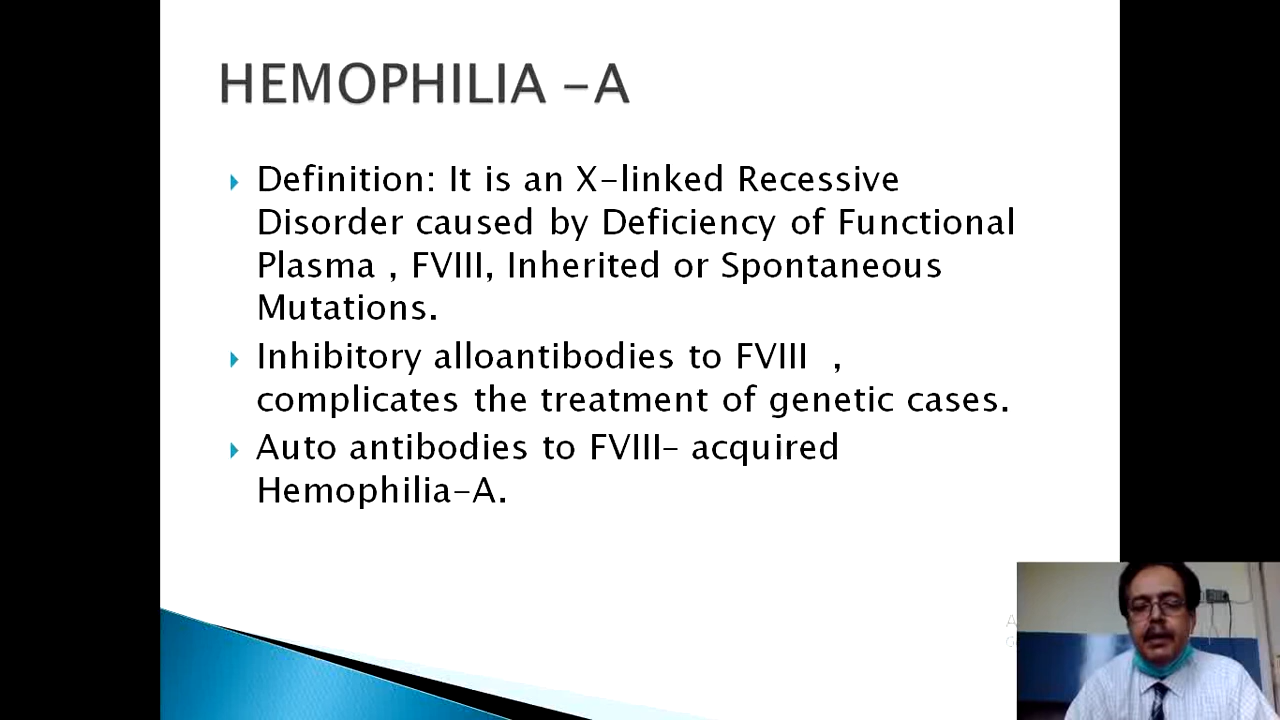 HEMOPHILIA -A
Definition: It is an X-linked Recessive
Disorder caused by Deficiency of Functional
Plasma , FVIII, Inherited or Spontaneous
Mutations.
Inhibitory alloantibodies to FVIII ,
complicates the treatment of genetic cases.
Auto antibodies to FVIII- acquired
Hemophilia-A.